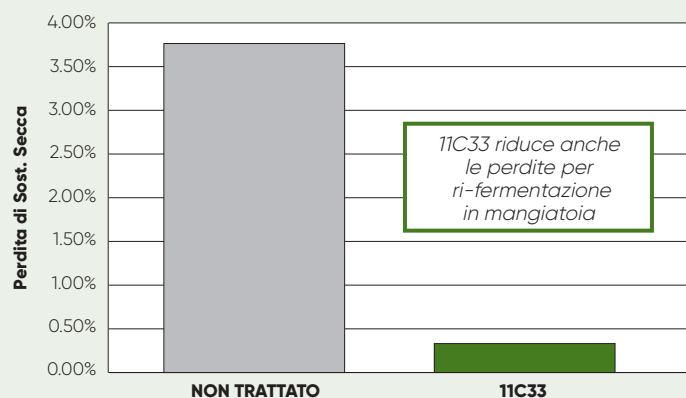 4.00%
3.50%
3.00%
2.50%
2.00%
1.50%
1.00%
0.50%
0.00%
Perdita di Sost. Secca
11C33 riduce anche
le perdite per
ri-fermentazione
in mangiatoia
NON TRATTATO
11C33